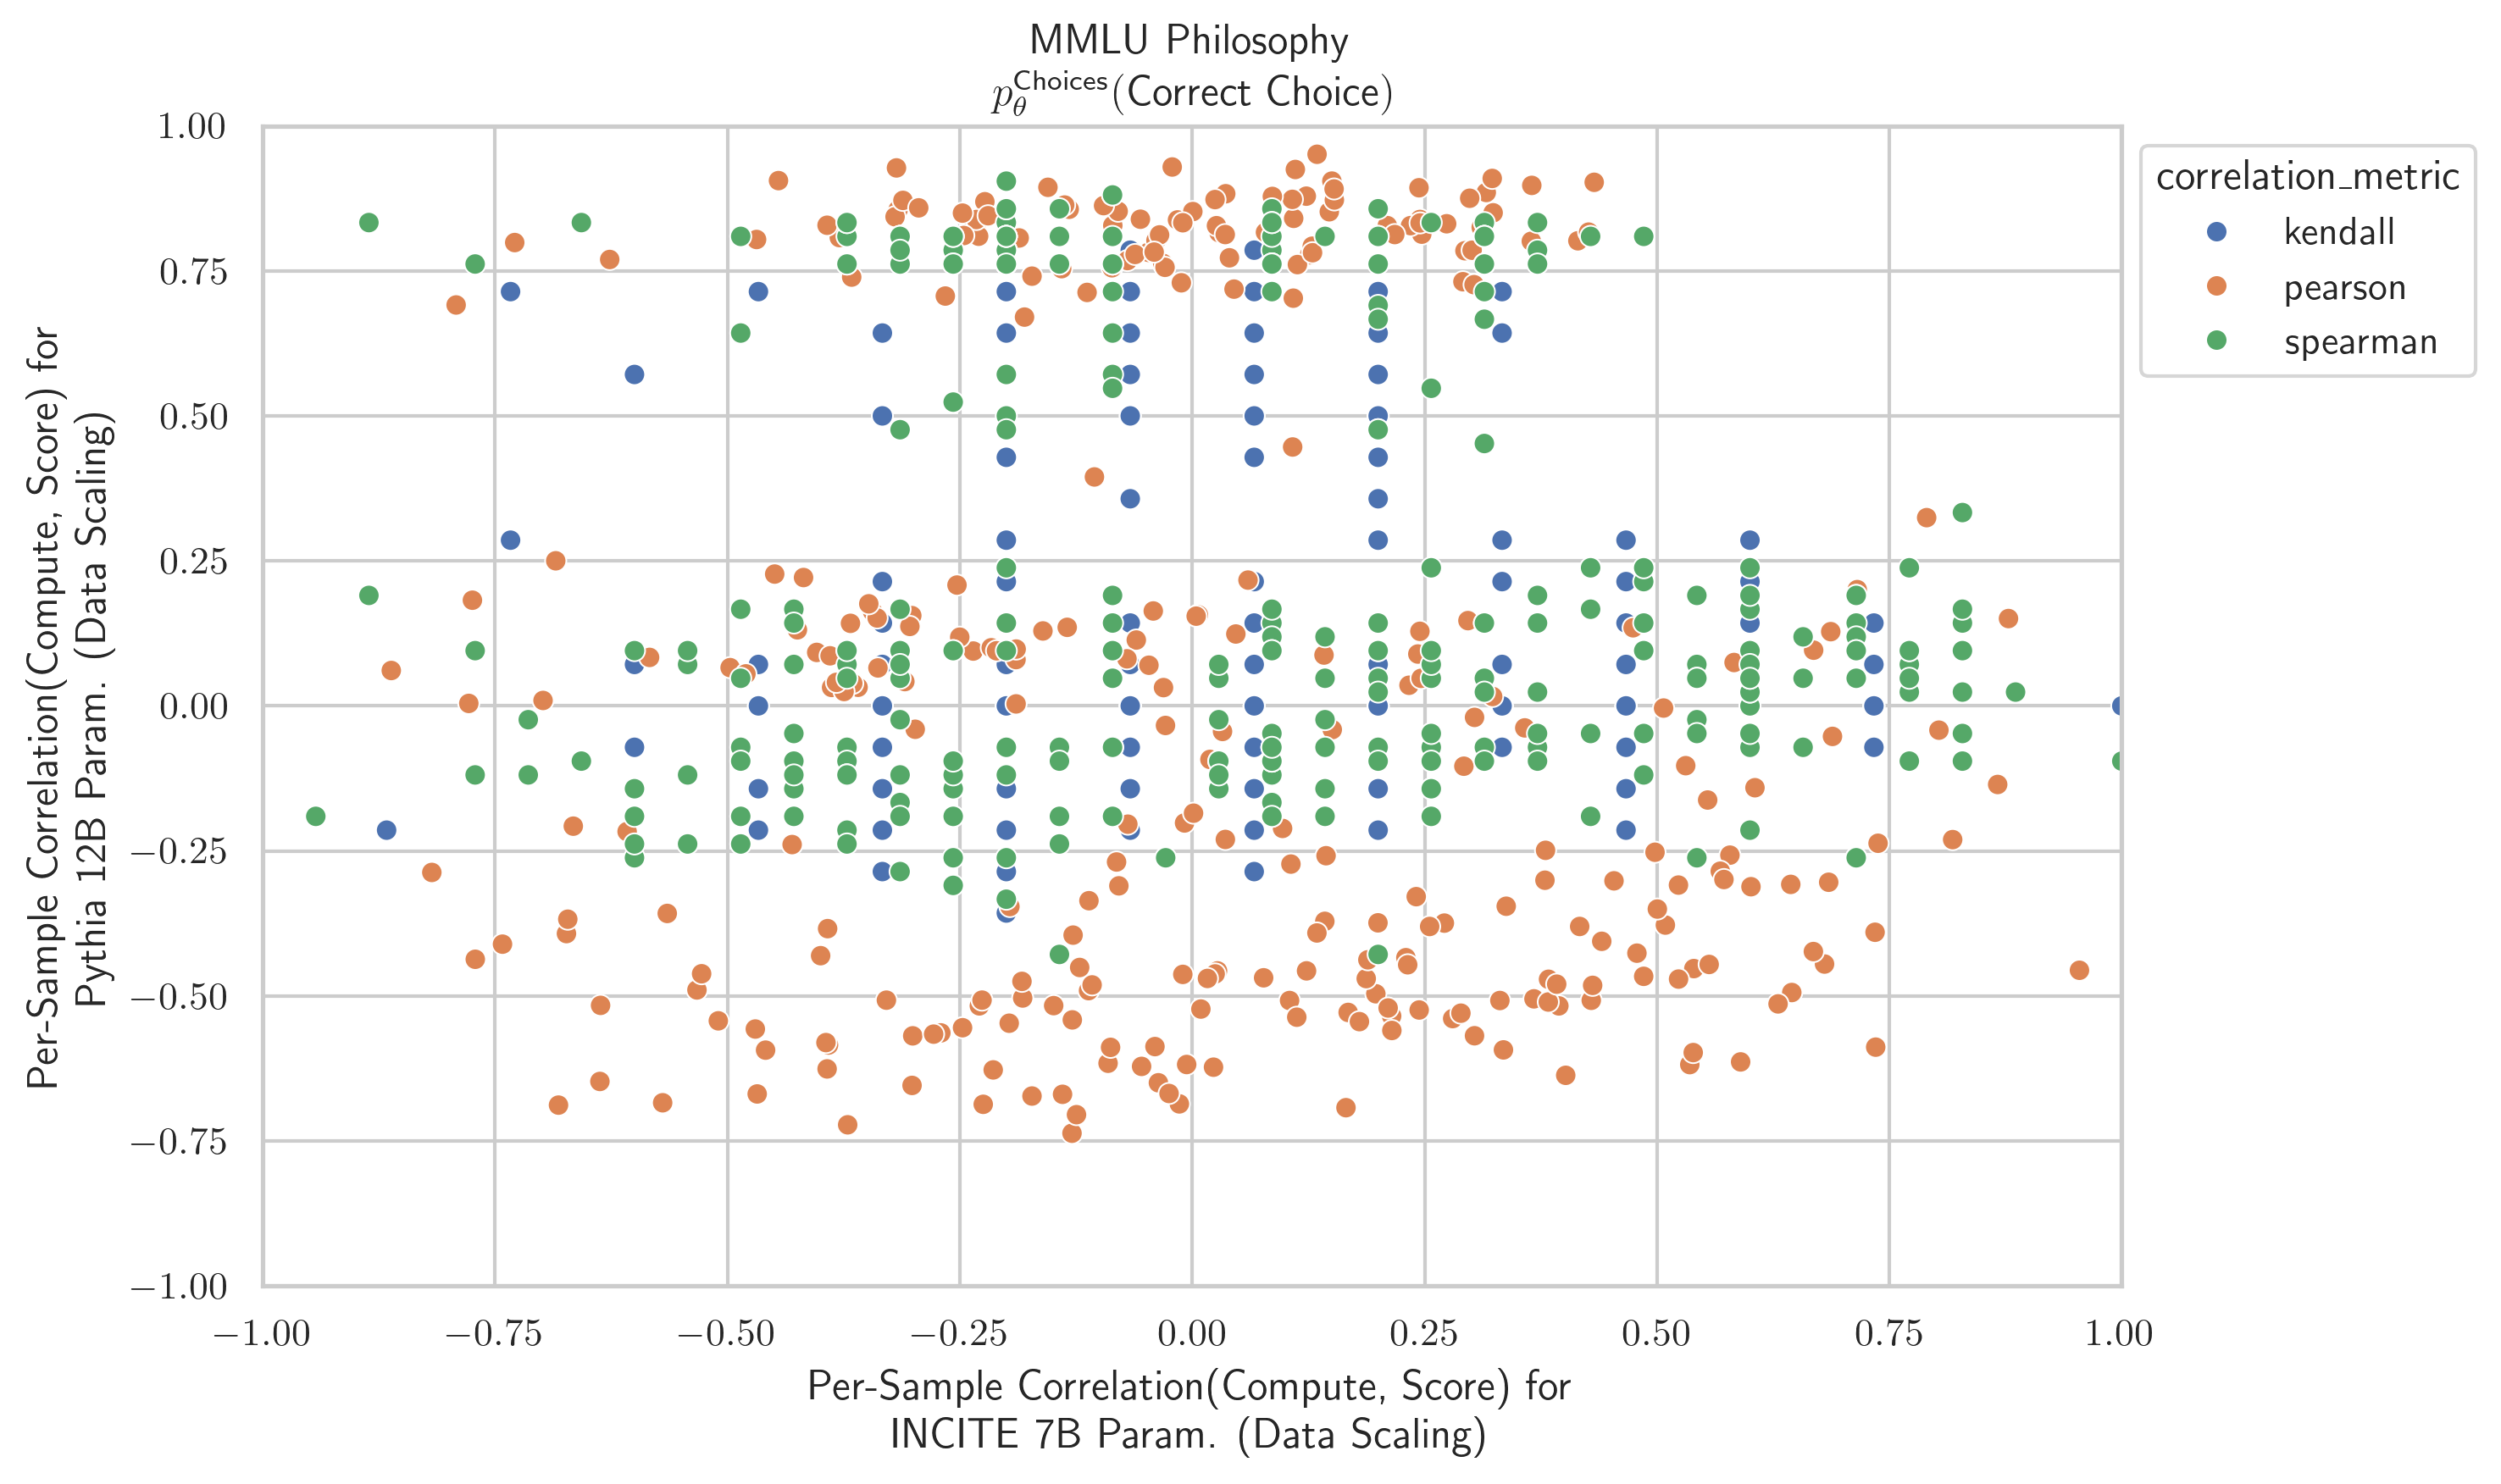 MMLU Philosophy
p_θ^Choices(Correct Choice)
1.00
0.75
0.50
0.25
0.00
−0.25
−0.50
−0.75
−1.00
Per-Sample Correlation(Compute, Score) for
Pythia 12B Param. (Data Scaling)
−1.00
−0.75
−0.50
−0.25
0.00
0.25
0.50
0.75
1.00
Per-Sample Correlation(Compute, Score) for
INCITE 7B Param. (Data Scaling)
correlation_metric
kendall
pearson
spearman